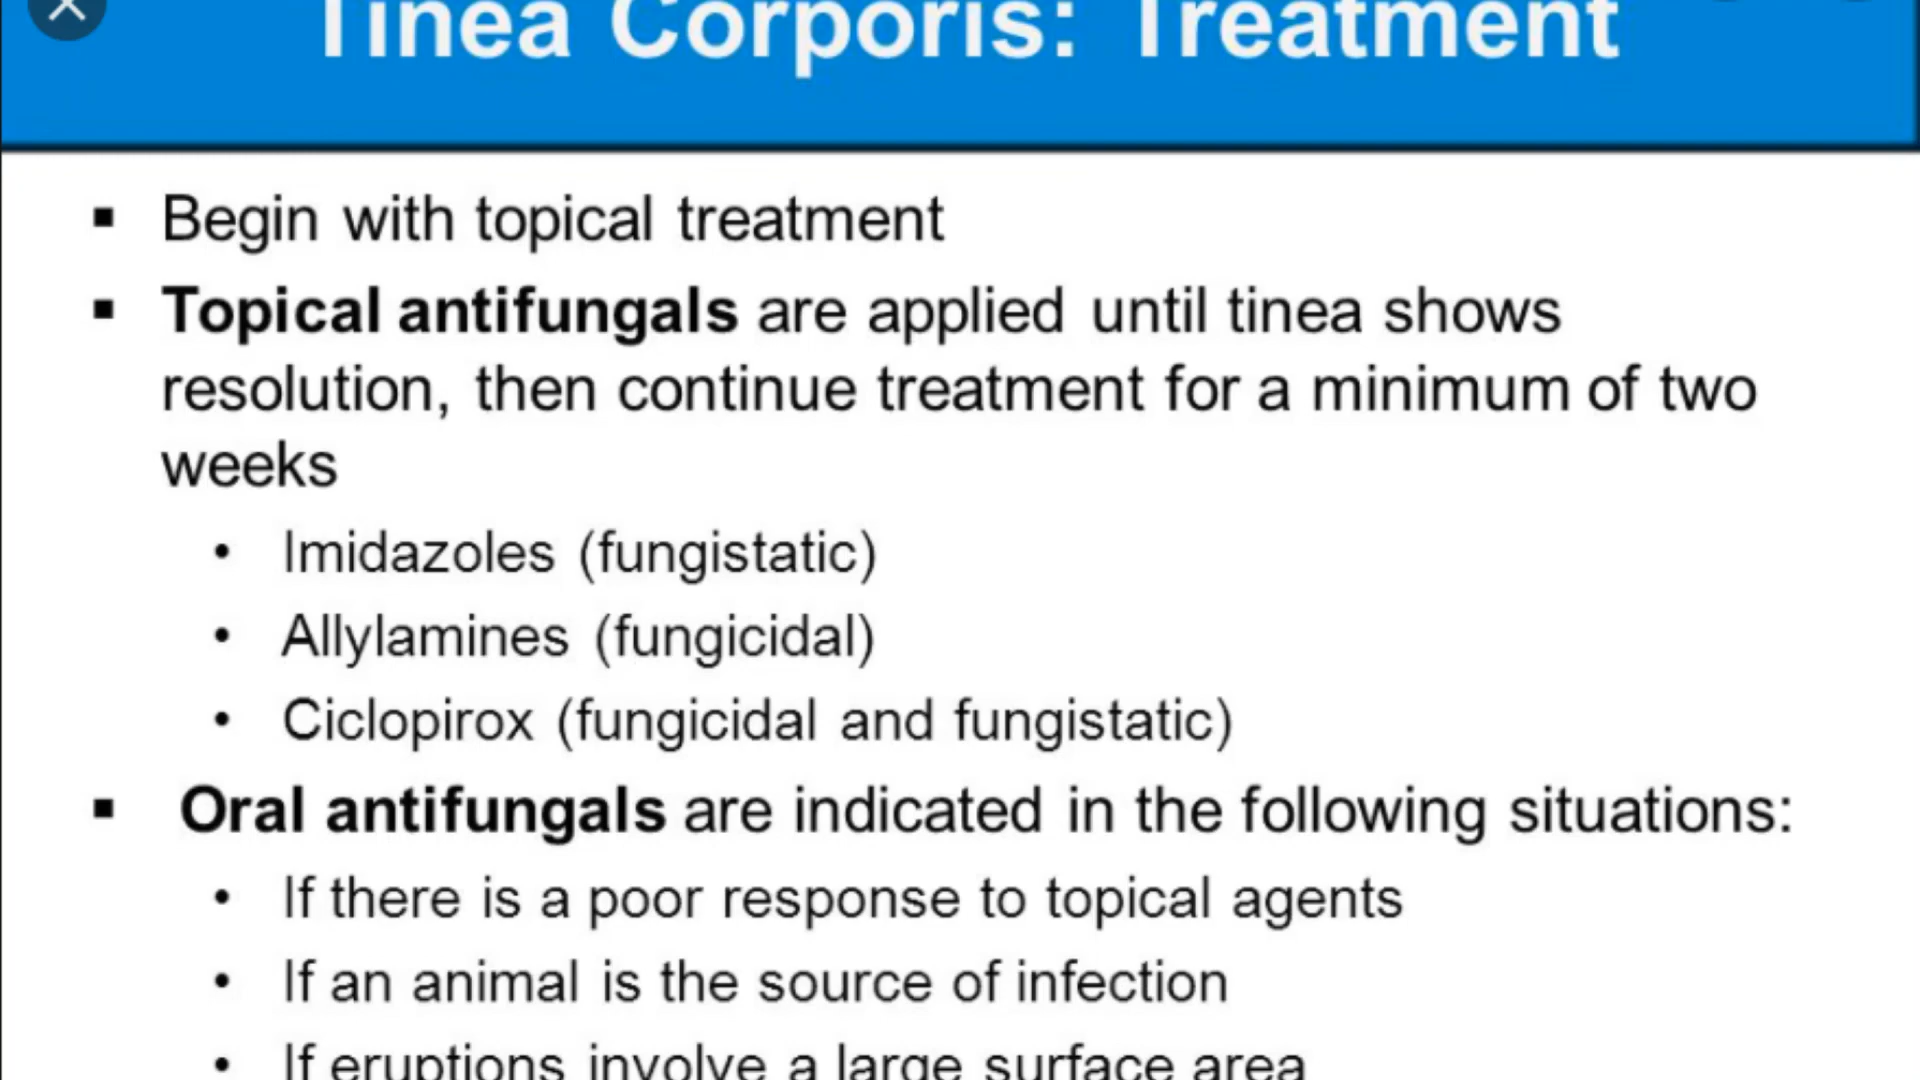 Tinea Corporis: Treatment
▪ Begin with topical treatment
▪ Topical antifungals are applied until tinea shows
resolution, then continue treatment for a minimum of two
weeks
• Imidazoles (fungistatic)
• Allylamines (fungicidal)
• Ciclopirox (fungicidal and fungistatic)
▪ Oral antifungals are indicated in the following situations:
• If there is a poor response to topical agents
• If an animal is the source of infection
• If eruptions involve a large surface area